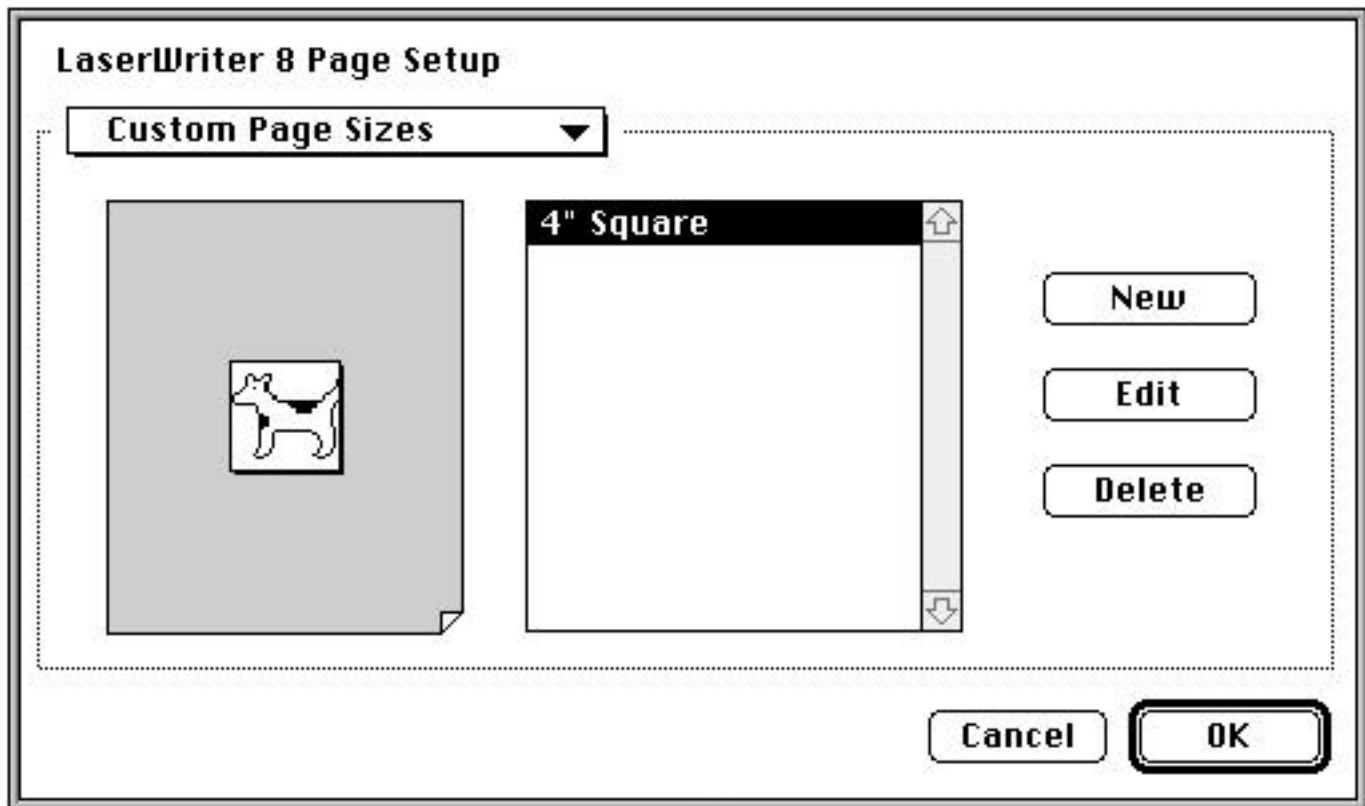 LaserWriter 8 Page Setup
Custom Page Sizes
4" Square
New
Edit
Delete
Cancel
OK